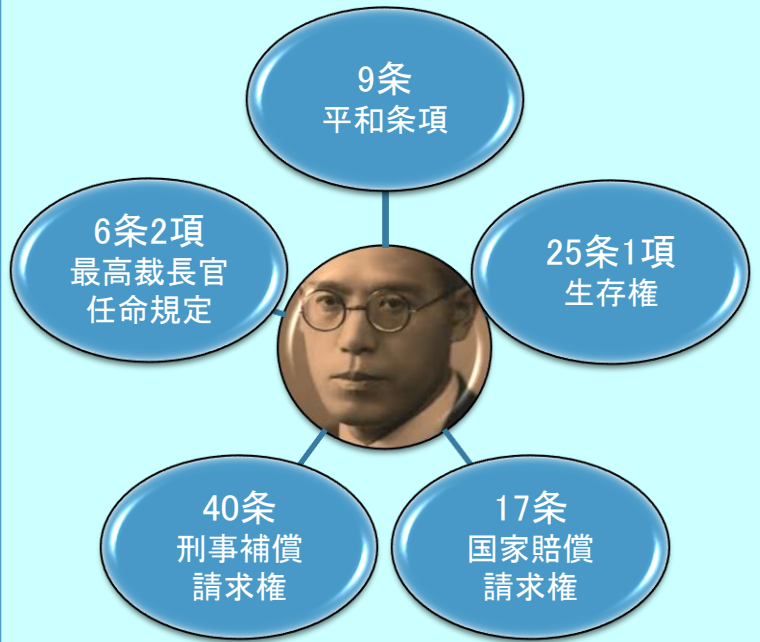 9条
平和条項
6条2項
最高裁長官
任命規定
25条1項
生存権
40条
刑事補償
請求権
17条
国家賠償
請求権